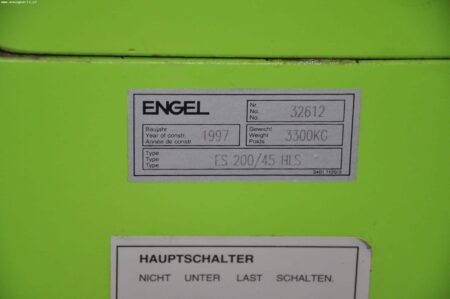 ENGEL
Nr.
No.
No.
32612
Baujahr
Year of constr.
Année de constr.
1997
Gewicht
Weight
Poids
3300KG
Type
Type
Type
ES 200/45 HLS
HAUPTSCHALTER
NICHT UNTER LAST SCHALTEN.